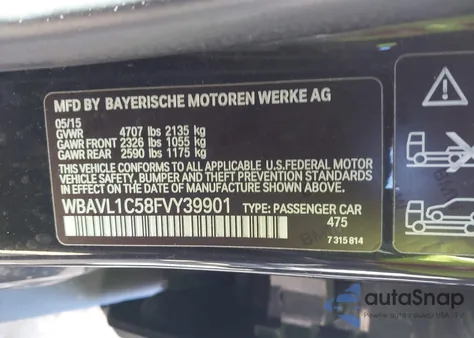 MFD BY BAYERISCHE MOTOREN WERKE AG
05/15
GVWR 4707 lbs 2135 kg
GAWR FRONT 2326 lbs 1055 kg
GAWR REAR 2590 lbs 1175 kg
THIS VEHICLE CONFORMS TO ALL APPLICABLE U.S. FEDERAL MOTOR
VEHICLE SAFETY, BUMPER AND THEFT PREVENTION STANDARDS IN
EFFECT ON THE DATE OF MANUFACTURE SHOWN ABOVE.
WBAVL1C58FVY39901 TYPE: PASSENGER CAR
475
7 315 814
autoSnap